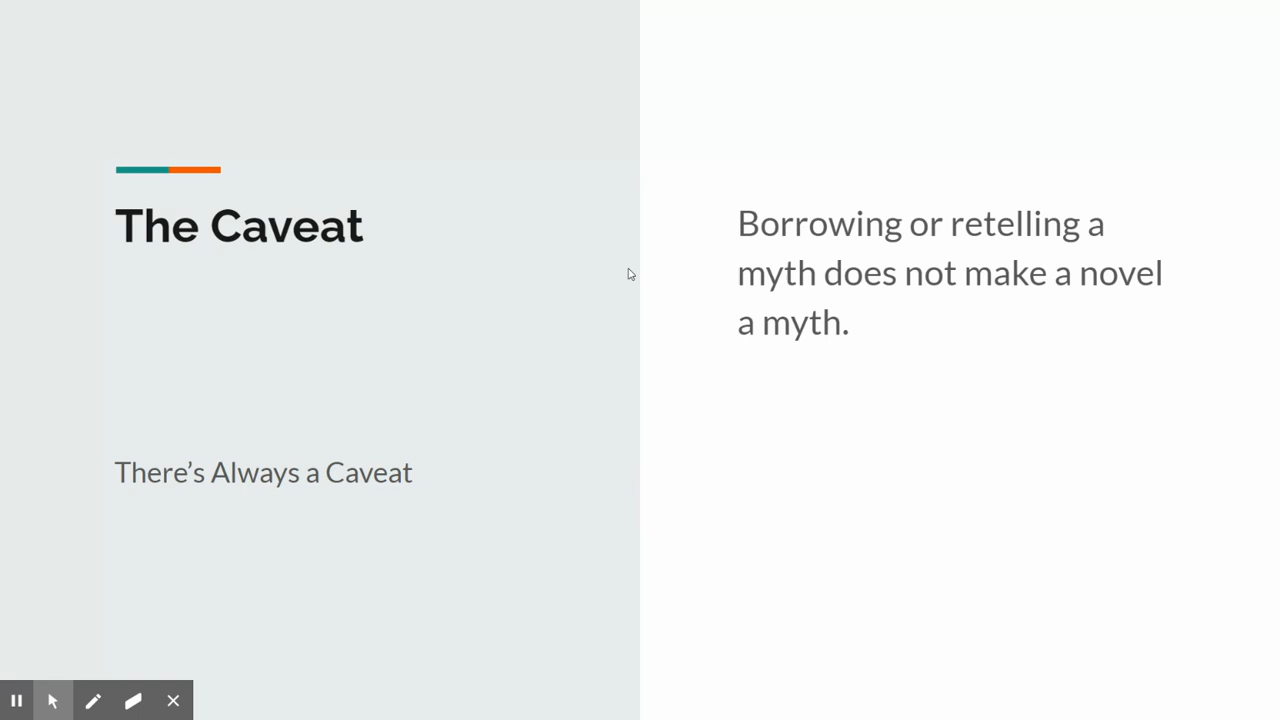 The Caveat
There’s Always a Caveat
Borrowing or retelling a
myth does not make a novel
a myth.